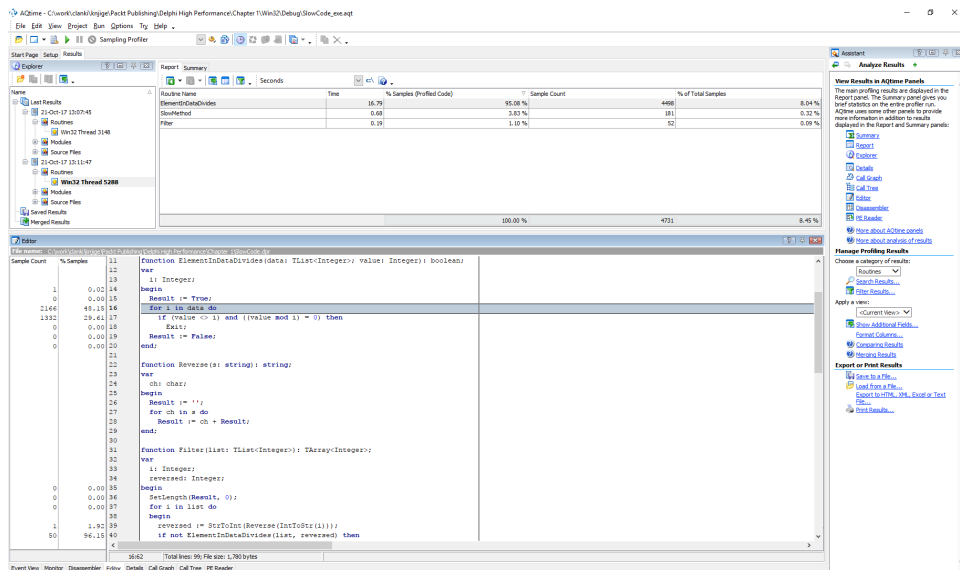 AQtime - C:\work\clanki\knjige\Packt Publishing\Delphi High Performance\Chapter 1\Win32\Debug\SlowCode_exe.aqt
File Edit View Project Run Options Try Help
Sampling Profiler
Start Page Setup Results
Explorer
Name
Last Results
21-Oct-17 13:07:45
Routines
Win32 Thread 3148
Modules
Source Files
21-Oct-17 13:11:47
Routines
Win32 Thread 5288
Modules
Source Files
Saved Results
Merged Results
Report Summary
Seconds
Routine Name Time % Samples (Profiled Code) Sample Count % of Total Samples
ElementInDataDivides 16.79 95.08 % 4498 8.04 %
SlowMethod 0.68 3.83 % 181 0.32 %
Filter 0.19 1.10 % 52 0.09 %
100.00 % 4731 8.45 %
Editor
File name: C:\work\clanki\knjige\Packt Publishing\Delphi High Performance\Chapter 1\SlowCode.dpr
Sample Count % Samples
11 function ElementInDataDivides(data: TList<Integer>; value: Integer): boolean;
12 var
13 i: Integer;
1 0.02 14 begin
0 0.00 15 Result := True;
2166 48.15 16 for i in data do
1332 29.61 17 if (value <> i) and ((value mod i) = 0) then
0 0.00 18 Exit;
0 0.00 19 Result := False;
0 0.00 20 end;
21
22 function Reverse(s: string): string;
23 var
24 ch: char;
25 begin
26 Result := '';
27 for ch in s do
28 Result := ch + Result;
29 end;
30
31 function Filter(list: TList<Integer>): TArray<Integer>;
32 var
33 i: Integer;
34 reversed: Integer;
0 0.00 35 begin
0 0.00 36 SetLength(Result, 0);
0 0.00 37 for i in list do
38 begin
1 1.92 39 reversed := StrToInt(Reverse(IntToStr(i)));
50 96.15 40 if not ElementInDataDivides(list, reversed) then
16:62 Total lines: 99; File size: 1,780 bytes
Event View Monitor Disassembler Editor Details Call Graph Call Tree PE Reader
Assistant
Analyze Results
View Results in AQtime Panels
The main profiling results are displayed in the
Report panel. The Summary panel gives you
brief statistics on the entire profiler run.
AQtime uses some other panels to provide
more information in addition to results
displayed in the Report and Summary panels:
Summary
Report
Explorer
Details
Call Graph
Call Tree
Editor
Disassembler
PE Reader
More about AQtime panels
More about analysis of results
Manage Profiling Results
Choose a category of results:
Routines
Search Results...
Filter Results...
Apply a view:
<Current View>
Show Additional Fields...
Format Columns...
Comparing Results
Merging Results
Export or Print Results
Save to a File...
Load from a File...
Export to HTML, XML, Excel or Text
File...
Print Results...